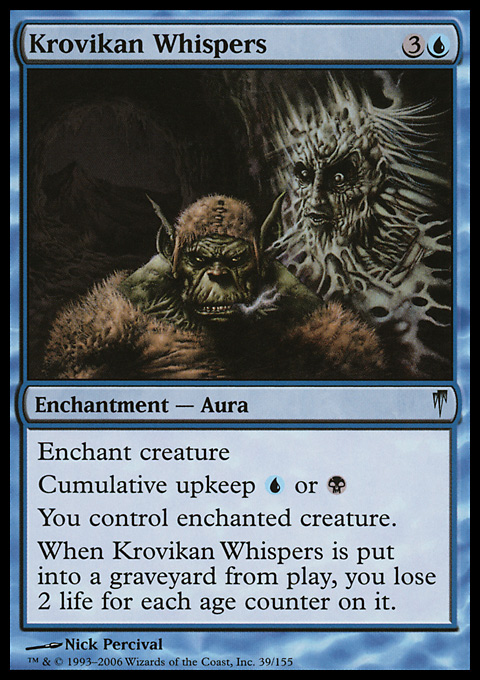 Krovikan Whispers 3
Enchantment — Aura
Enchant creature
Cumulative upkeep or
You control enchanted creature.
When Krovikan Whispers is put
into a graveyard from play, you lose
2 life for each age counter on it.
Nick Percival
™ & © 1993–2006 Wizards of the Coast, Inc. 39/155